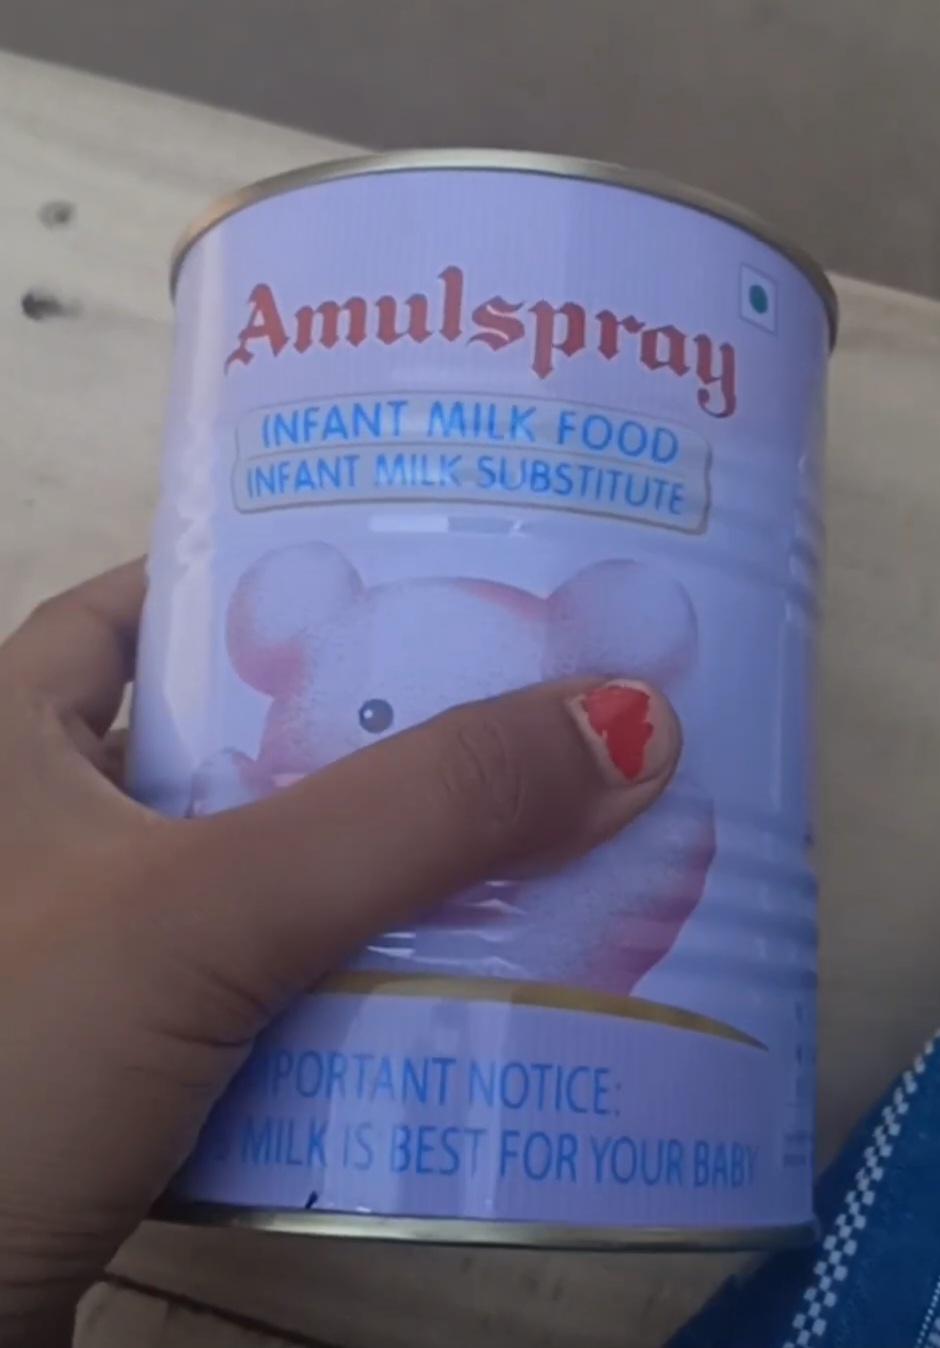 Amulspray
INFANT MILK FOOD
INFANT MILK SUBSTITUTE
PORTANT NOTICE:
MILK IS BEST FOR YOUR BABY